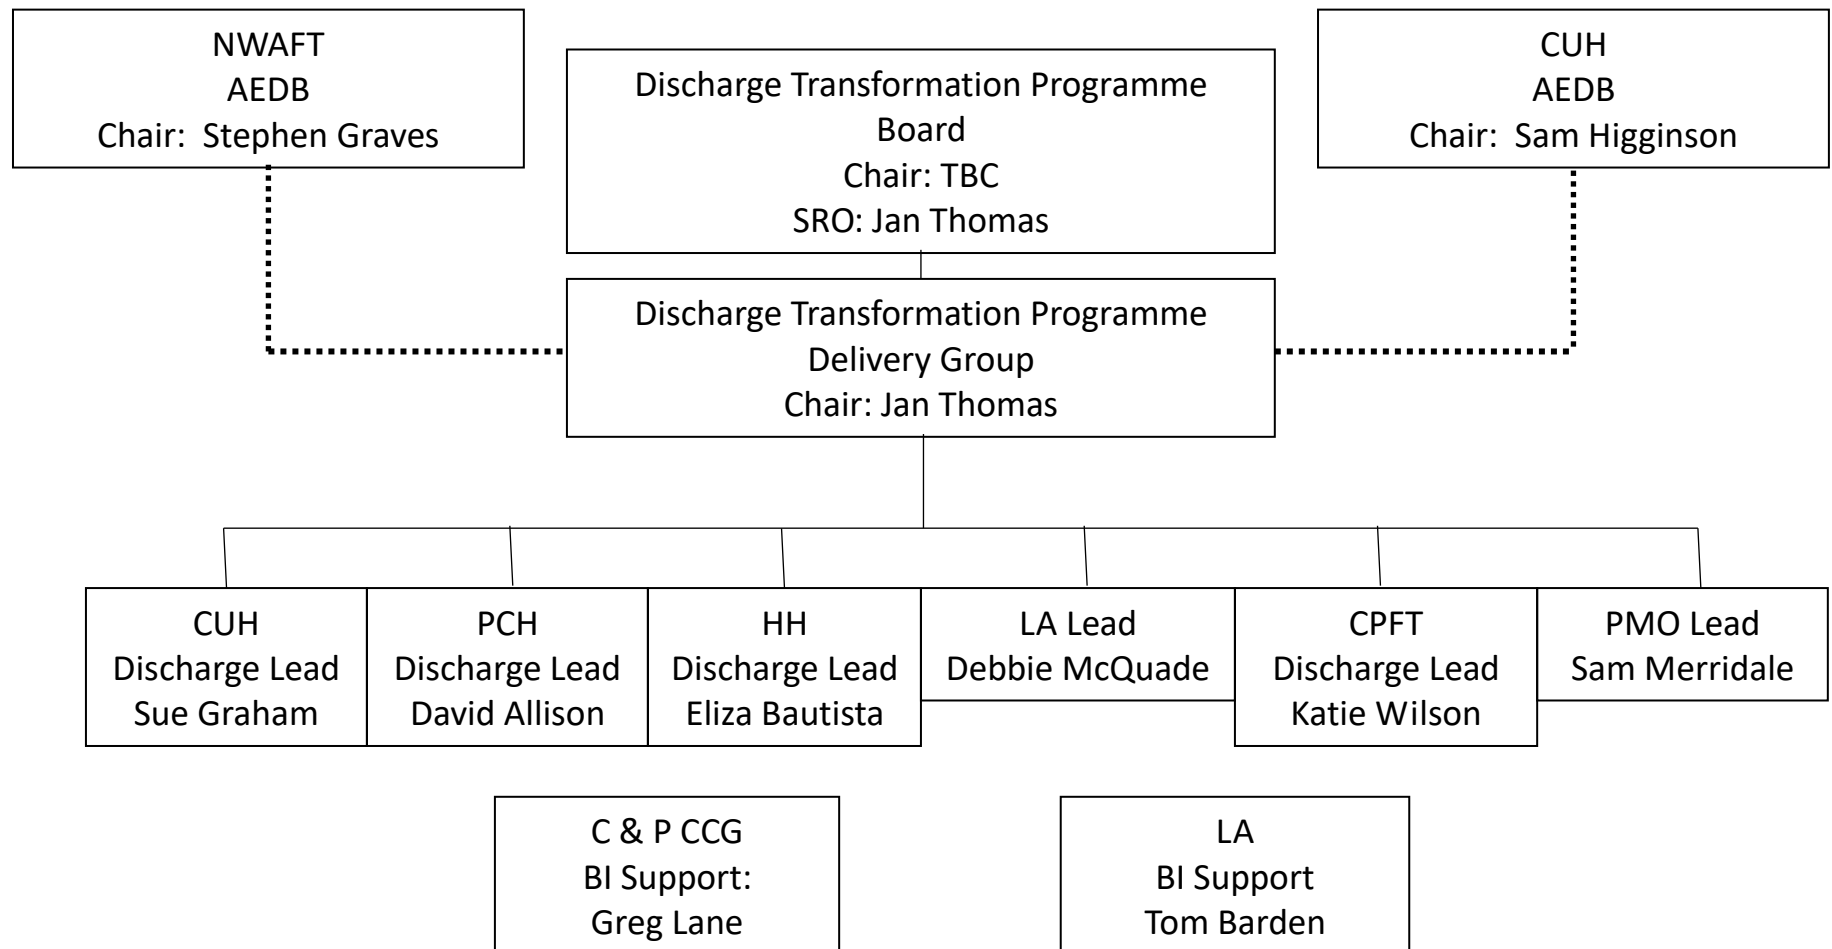 NWAFT
AEDB
Chair:  Stephen Graves
Discharge Transformation Programme
Board
Chair: TBC
SRO: Jan Thomas
CUH
AEDB
Chair:  Sam Higginson
Discharge Transformation Programme
Delivery Group
Chair: Jan Thomas
CUH
Discharge Lead
Sue Graham
PCH
Discharge Lead
David Allison
HH
Discharge Lead
Eliza Bautista
LA Lead
Debbie McQuade
CPFT
Discharge Lead
Katie Wilson
PMO Lead
Sam Merridale
C & P CCG
BI Support:
Greg Lane
LA
BI Support
Tom Barden